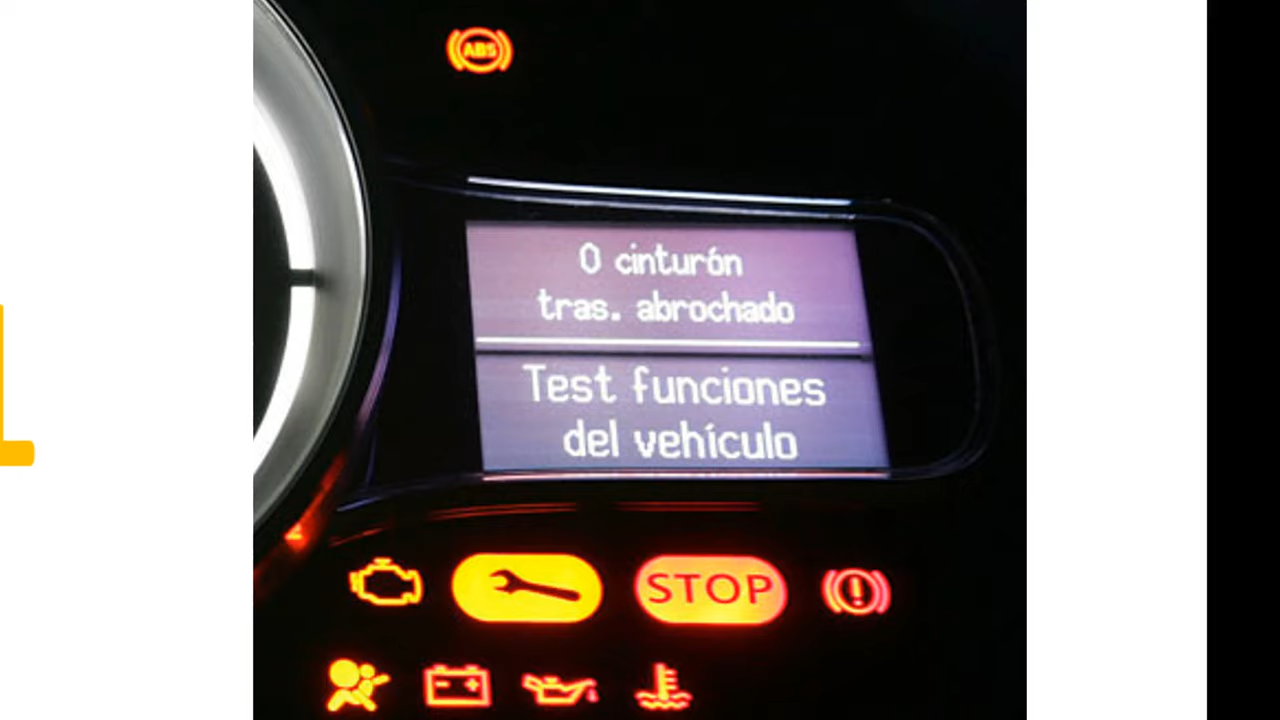 ABS
0 cinturón
tras. abrochado
Test funciones
del vehículo
STOP